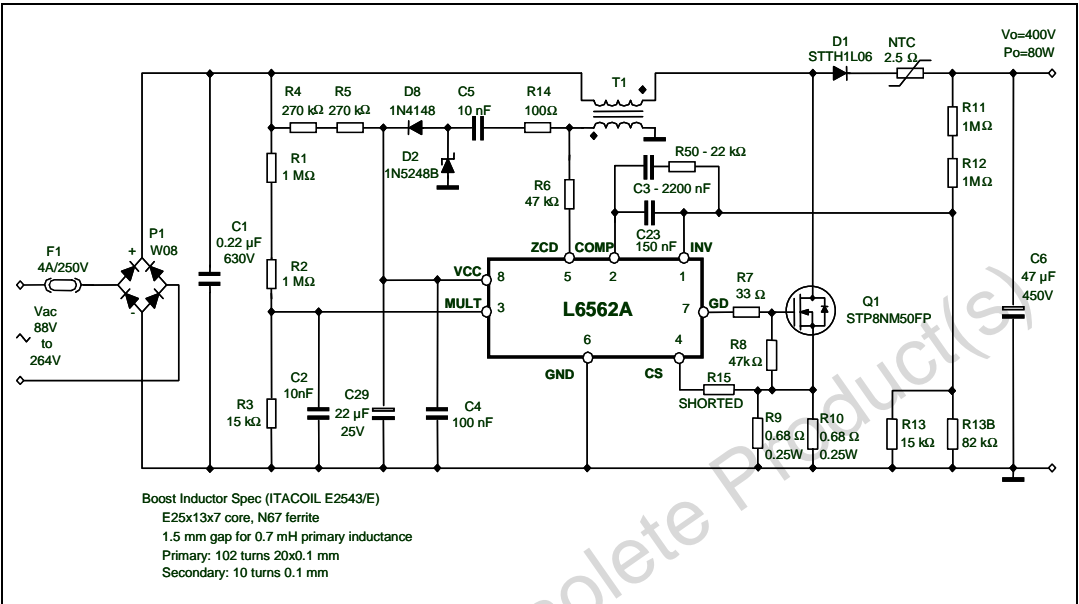 Vo=400V
Po=80W
D1
STTH1L06
NTC
2.5 Ω
T1
R4
270 kΩ
R5
270 kΩ
D8
1N4148
C5
10 nF
R14
100Ω
R11
1MΩ
R50 - 22 kΩ
D2
1N5248B
R1
1 MΩ
R12
1MΩ
R6
47 kΩ
C3 - 2200 nF
C23
150 nF
C1
0.22 µF
630V
P1
W08
+
-
F1
4A/250V
Vac
88V
to
264V
R2
1 MΩ
ZCD
COMP
INV
5
2
1
VCC
8
MULT
3
L6562A
7
GD
R7
33 Ω
Q1
STP8NM50FP
C6
47 µF
450V
6
4
GND
CS
R8
47kΩ
R15
SHORTED
R3
15 kΩ
C2
10nF
C29
22 µF
25V
C4
100 nF
R9
0.68 Ω
0.25W
R10
0.68 Ω
0.25W
R13
15 kΩ
R13B
82 kΩ
Boost Inductor Spec (ITACOIL E2543/E)
E25x13x7 core, N67 ferrite
1.5 mm gap for 0.7 mH primary inductance
Primary: 102 turns 20x0.1 mm
Secondary: 10 turns 0.1 mm
olete Product(s)